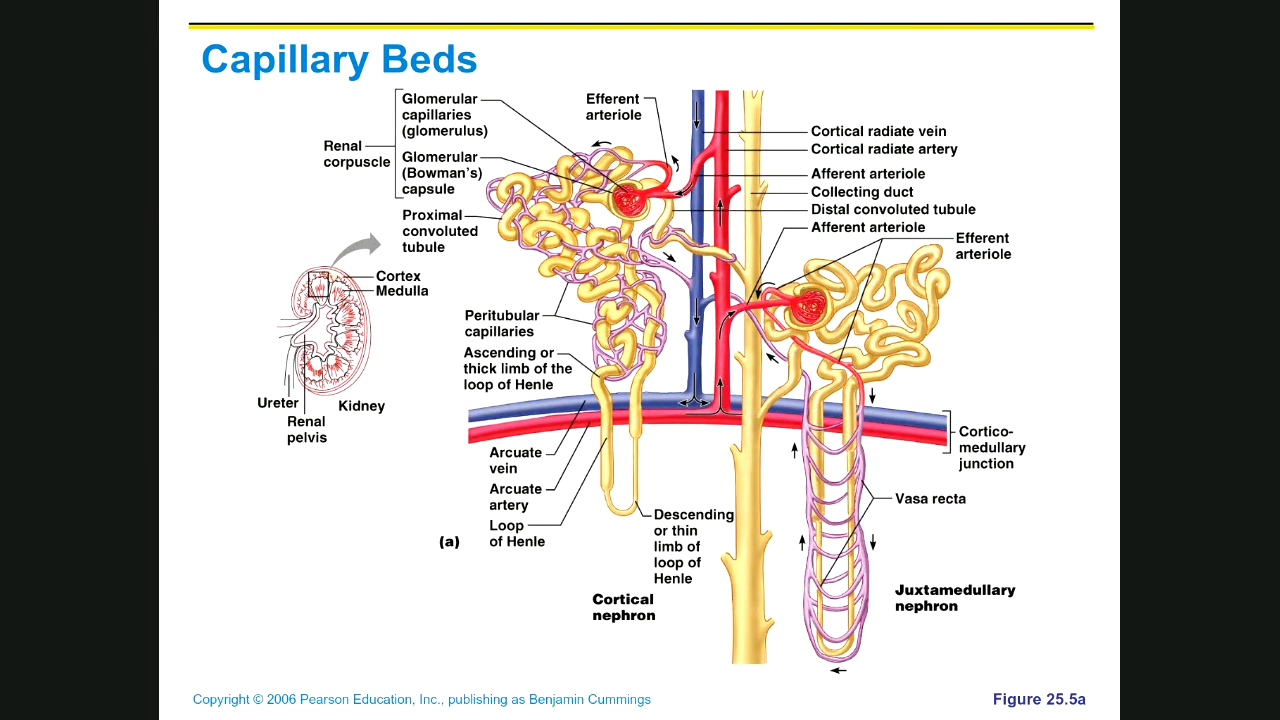 Capillary Beds
Glomerular
capillaries
(glomerulus)
Renal
corpuscle
Glomerular
(Bowman's)
capsule
Proximal
convoluted
tubule
Efferent
arteriole
Cortical radiate vein
Cortical radiate artery
Afferent arteriole
Collecting duct
Distal convoluted tubule
Afferent arteriole
Efferent
arteriole
Cortex
Medulla
Ureter
Renal
pelvis
Kidney
Peritubular
capillaries
Ascending or
thick limb of the
loop of Henle
Arcuate
vein
Arcuate
artery
Loop
of Henle
Descending
or thin
limb of
loop of
Henle
Cortico-
medullary
junction
Vasa recta
(a)
Cortical
nephron
Juxtamedullary
nephron
Copyright © 2006 Pearson Education, Inc., publishing as Benjamin Cummings
Figure 25.5a